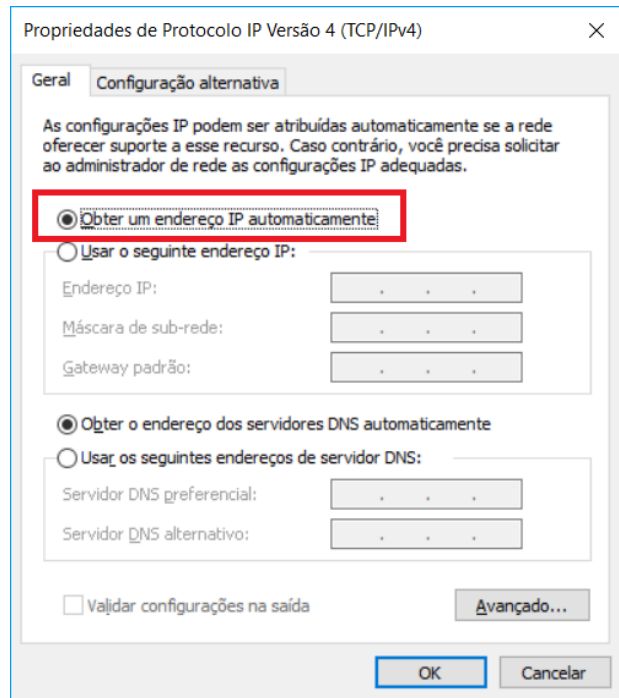 Propriedades de Protocolo IP Versão 4 (TCP/IPv4)
Geral
Configuração alternativa
As configurações IP podem ser atribuídas automaticamente se a rede
oferecer suporte a esse recurso. Caso contrário, você precisa solicitar
ao administrador de rede as configurações IP adequadas.
Obter um endereço IP automaticamente
Usar o seguinte endereço IP:
Endereço IP:
Máscara de sub-rede:
Gateway padrão:
Obter o endereço dos servidores DNS automaticamente
Usar os seguintes endereços de servidor DNS:
Servidor DNS preferencial:
Servidor DNS alternativo:
Validar configurações na saída
Avançado...
OK
Cancelar